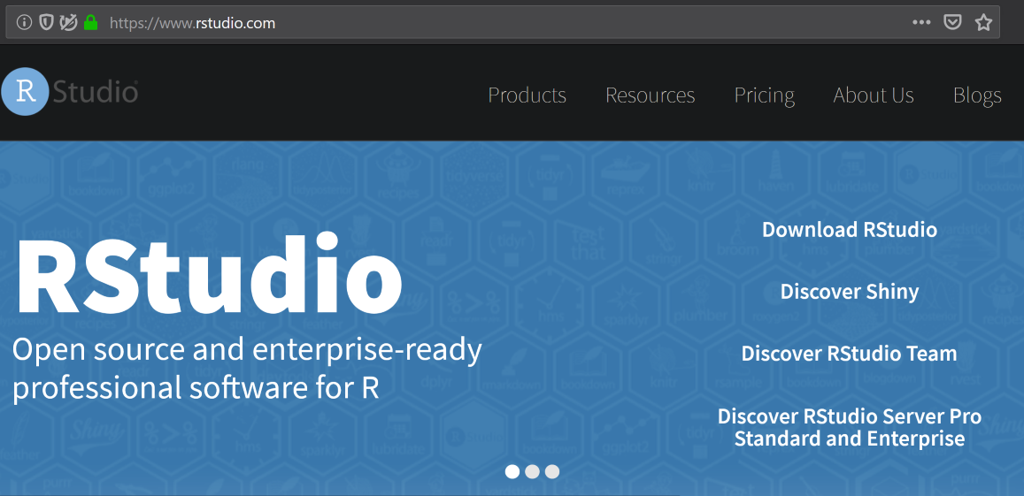 https://www.rstudio.com
R Studio
Products Resources Pricing About Us Blogs
RStudio
Open source and enterprise-ready
professional software for R
Download RStudio
Discover Shiny
Discover RStudio Team
Discover RStudio Server Pro
Standard and Enterprise